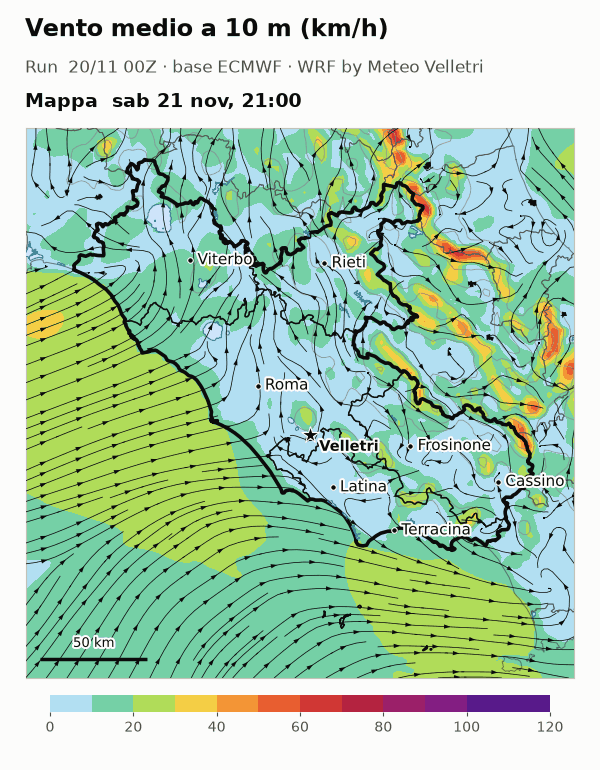 Vento medio a 10 m (km/h)
Run  20/11 00Z · base ECMWF · WRF by Meteo Velletri
Mappa  sab 21 nov, 21:00
Viterbo
Rieti
Roma
Velletri
Frosinone
Cassino
Latina
Terracina
50 km
0 20 40 60 80 100 120